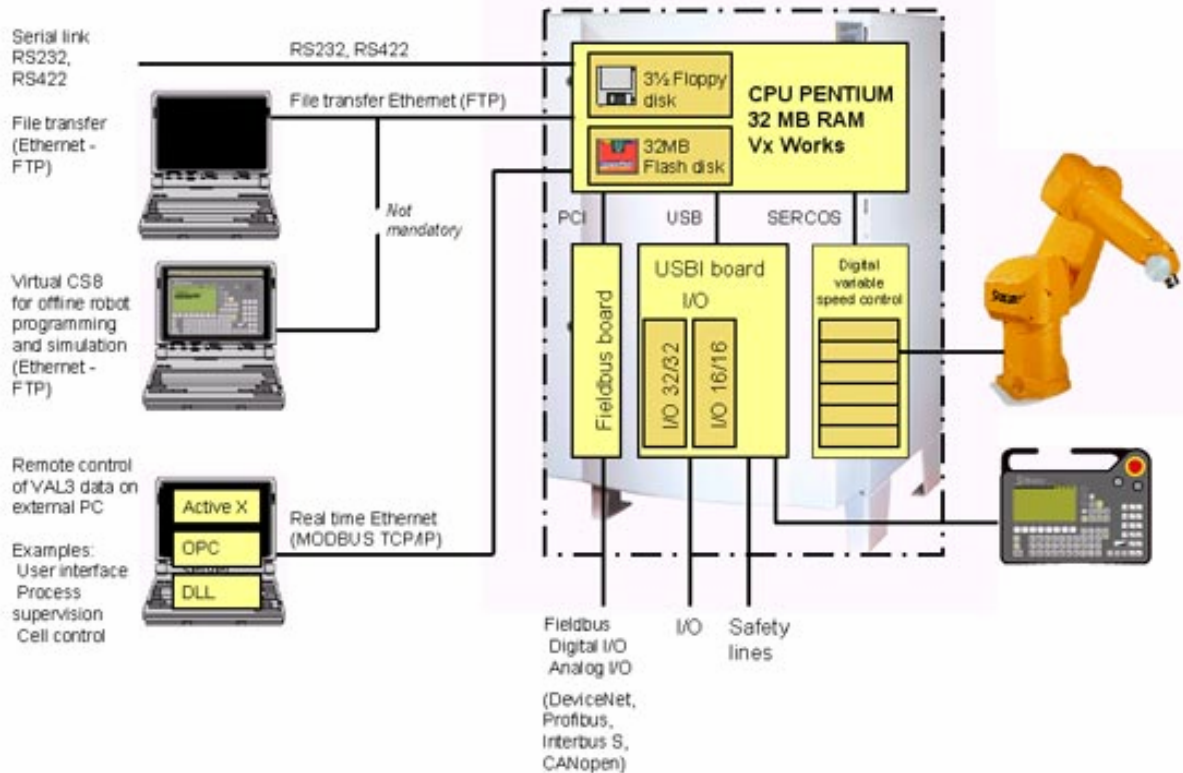 Serial link
RS232,
RS422
RS232, RS422
File transfer
(Ethernet -
FTP)
File transfer Ethernet (FTP)
Not
mandatory
Virtual CS8
for offline robot
programming
and simulation
(Ethernet -
FTP)
Remote control
of VAL3 data on
external PC
Examples:
User interface
Process
supervision
Cell control
Active X
OPC
DLL
Real time Ethernet
(MODBUS TCP/IP)
3½ Floppy
disk
32MB
Flash disk
CPU PENTIUM
32 MB RAM
Vx Works
PCI
USB
SERCOS
Fieldbus board
USBI board
I/O
I/O 32/32
I/O 16/16
Digital
variable
speed control
Fieldbus
Digital I/O
Analog I/O
(DeviceNet,
Profibus,
Interbus S,
CANopen)
I/O
Safety
lines